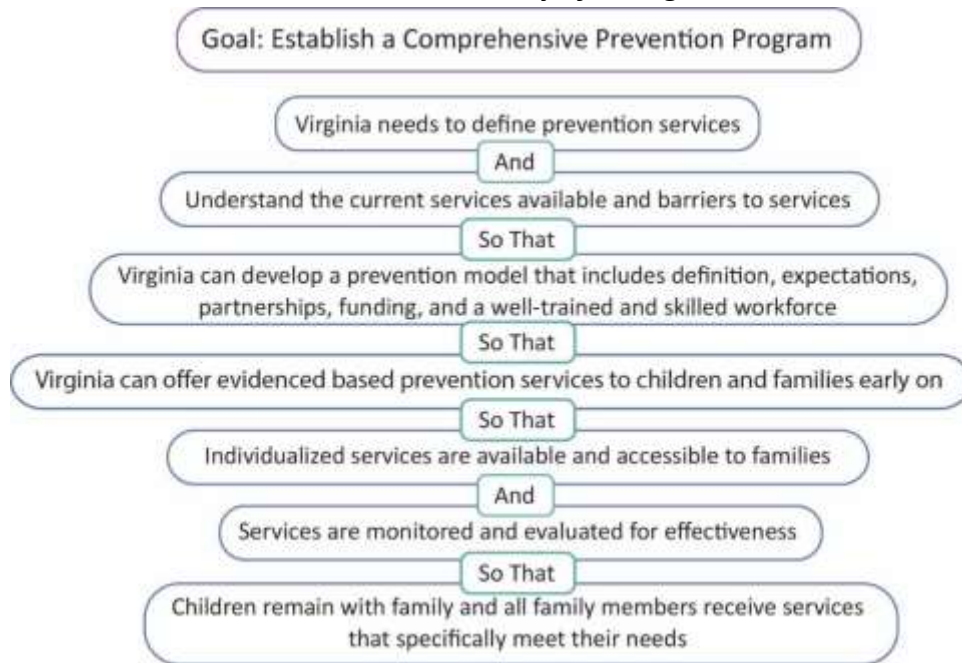 Goal: Establish a Comprehensive Prevention Program
Virginia needs to define prevention services
And
Understand the current services available and barriers to services
So That
Virginia can develop a prevention model that includes definition, expectations,
partnerships, funding, and a well-trained and skilled workforce
So That
Virginia can offer evidenced based prevention services to children and families early on
So That
Individualized services are available and accessible to families
And
Services are monitored and evaluated for effectiveness
So That
Children remain with family and all family members receive services
that specifically meet their needs